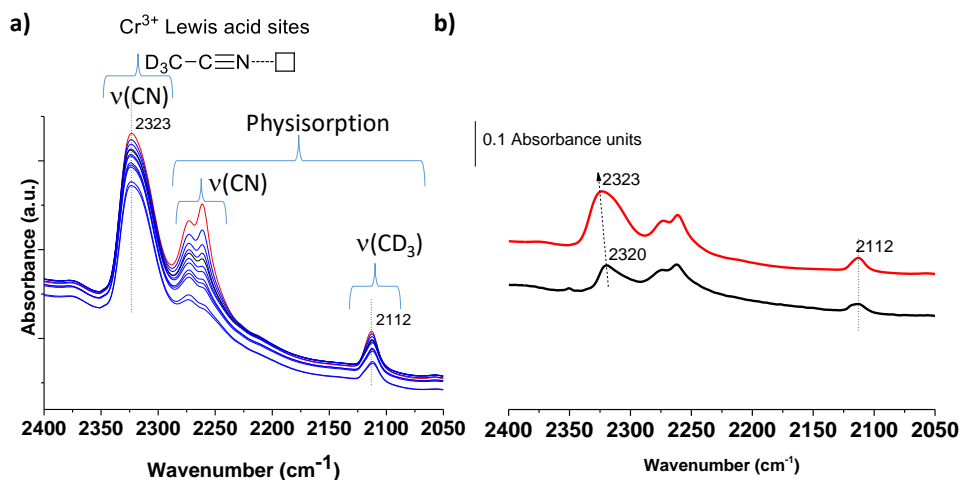 a)
Cr³⁺ Lewis acid sites
D₃C-C≡N
ν(CN)
2323
Physisorption
ν(CN)
ν(CD₃)
2112
Absorbance (a.u.)
2400 2350 2300 2250 2200 2150 2100 2050
Wavenumber (cm⁻¹)
b)
0.1 Absorbance units
2323
2320
2112
2400 2350 2300 2250 2200 2150 2100 2050
Wavenumber (cm⁻¹)